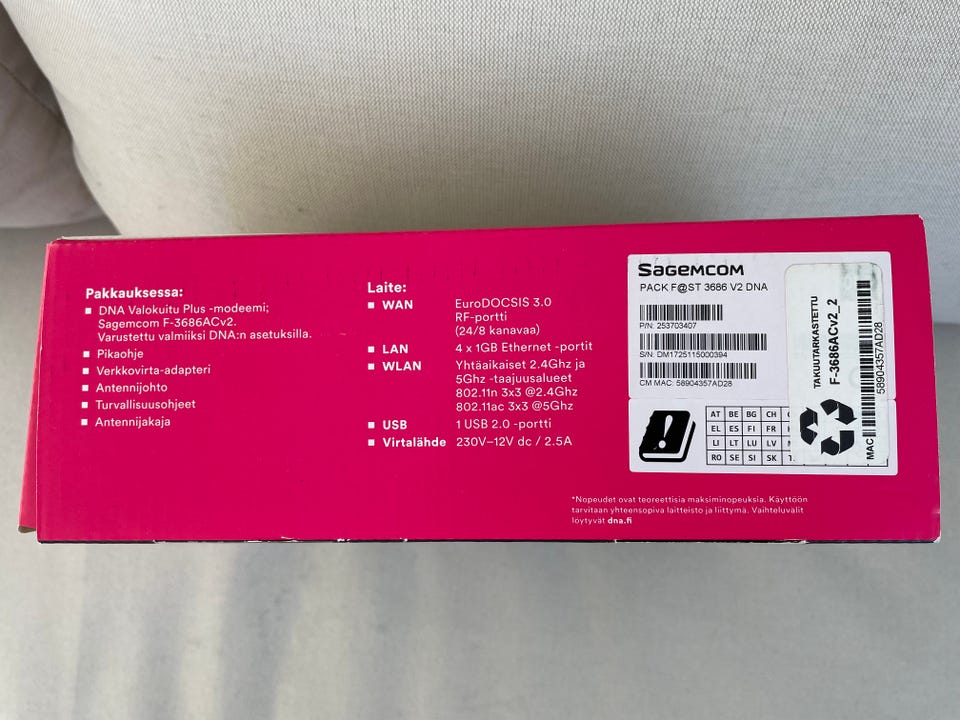 Pakkauksessa:
DNA Valokuitu Plus -modeemi;
Sagemcom F-3686ACv2.
Varustettu valmiiksi DNA:n asetuksilla.
Pikaohje
Verkkovirta-adapteri
Antennijohto
Turvallisuusohjeet
Antennijakaja
Laite:
WAN EuroDOCSIS 3.0
RF-portti
(24/8 kanavaa)
LAN 4 x 1GB Ethernet -portit
WLAN Yhtäaikaiset 2.4Ghz ja
5Ghz -taajuusalueet
802.11n 3x3 @2.4Ghz
802.11ac 3x3 @5Ghz
USB 1 USB 2.0 -portti
Virtalähde 230V–12V dc / 2.5A
SAGEMCOM
PACK F@ST 3686 V2 DNA
P/N: 253703407
S/N: DM1725115000394
CM MAC: 58904357AD28
AT BE BG CH
EL ES FI FR
LI LT LU LV
RO SE SI SK
TAKUUTARKASTETTU
F-3686ACv2_2
MAC 58904357AD28
*Nopeudet ovat teoreettisia maksiminopeuksia. Käyttöön
tarvitaan yhteensopiva laitteisto ja liittymä. Vaihteluvälit
löytyvät dna.fi